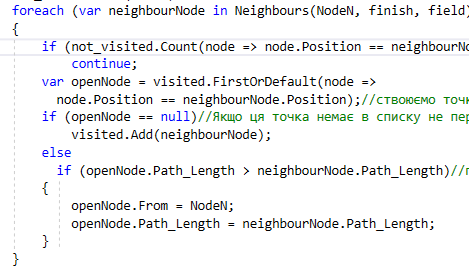 foreach (var neighbourNode in Neighbours(NodeN, finish, field)
{
if (not_visited.Count(node => node.Position == neighbourNo
continue;
var openNode = visited.FirstOrDefault(node =>
node.Position == neighbourNode.Position);//ствоюємо точк
if (openNode == null)//Якщо ця точка немає в списку не пер
visited.Add(neighbourNode);
else
if (openNode.Path_Length > neighbourNode.Path_Length)//п
{
openNode.From = NodeN;
openNode.Path_Length = neighbourNode.Path_Length;
}
}